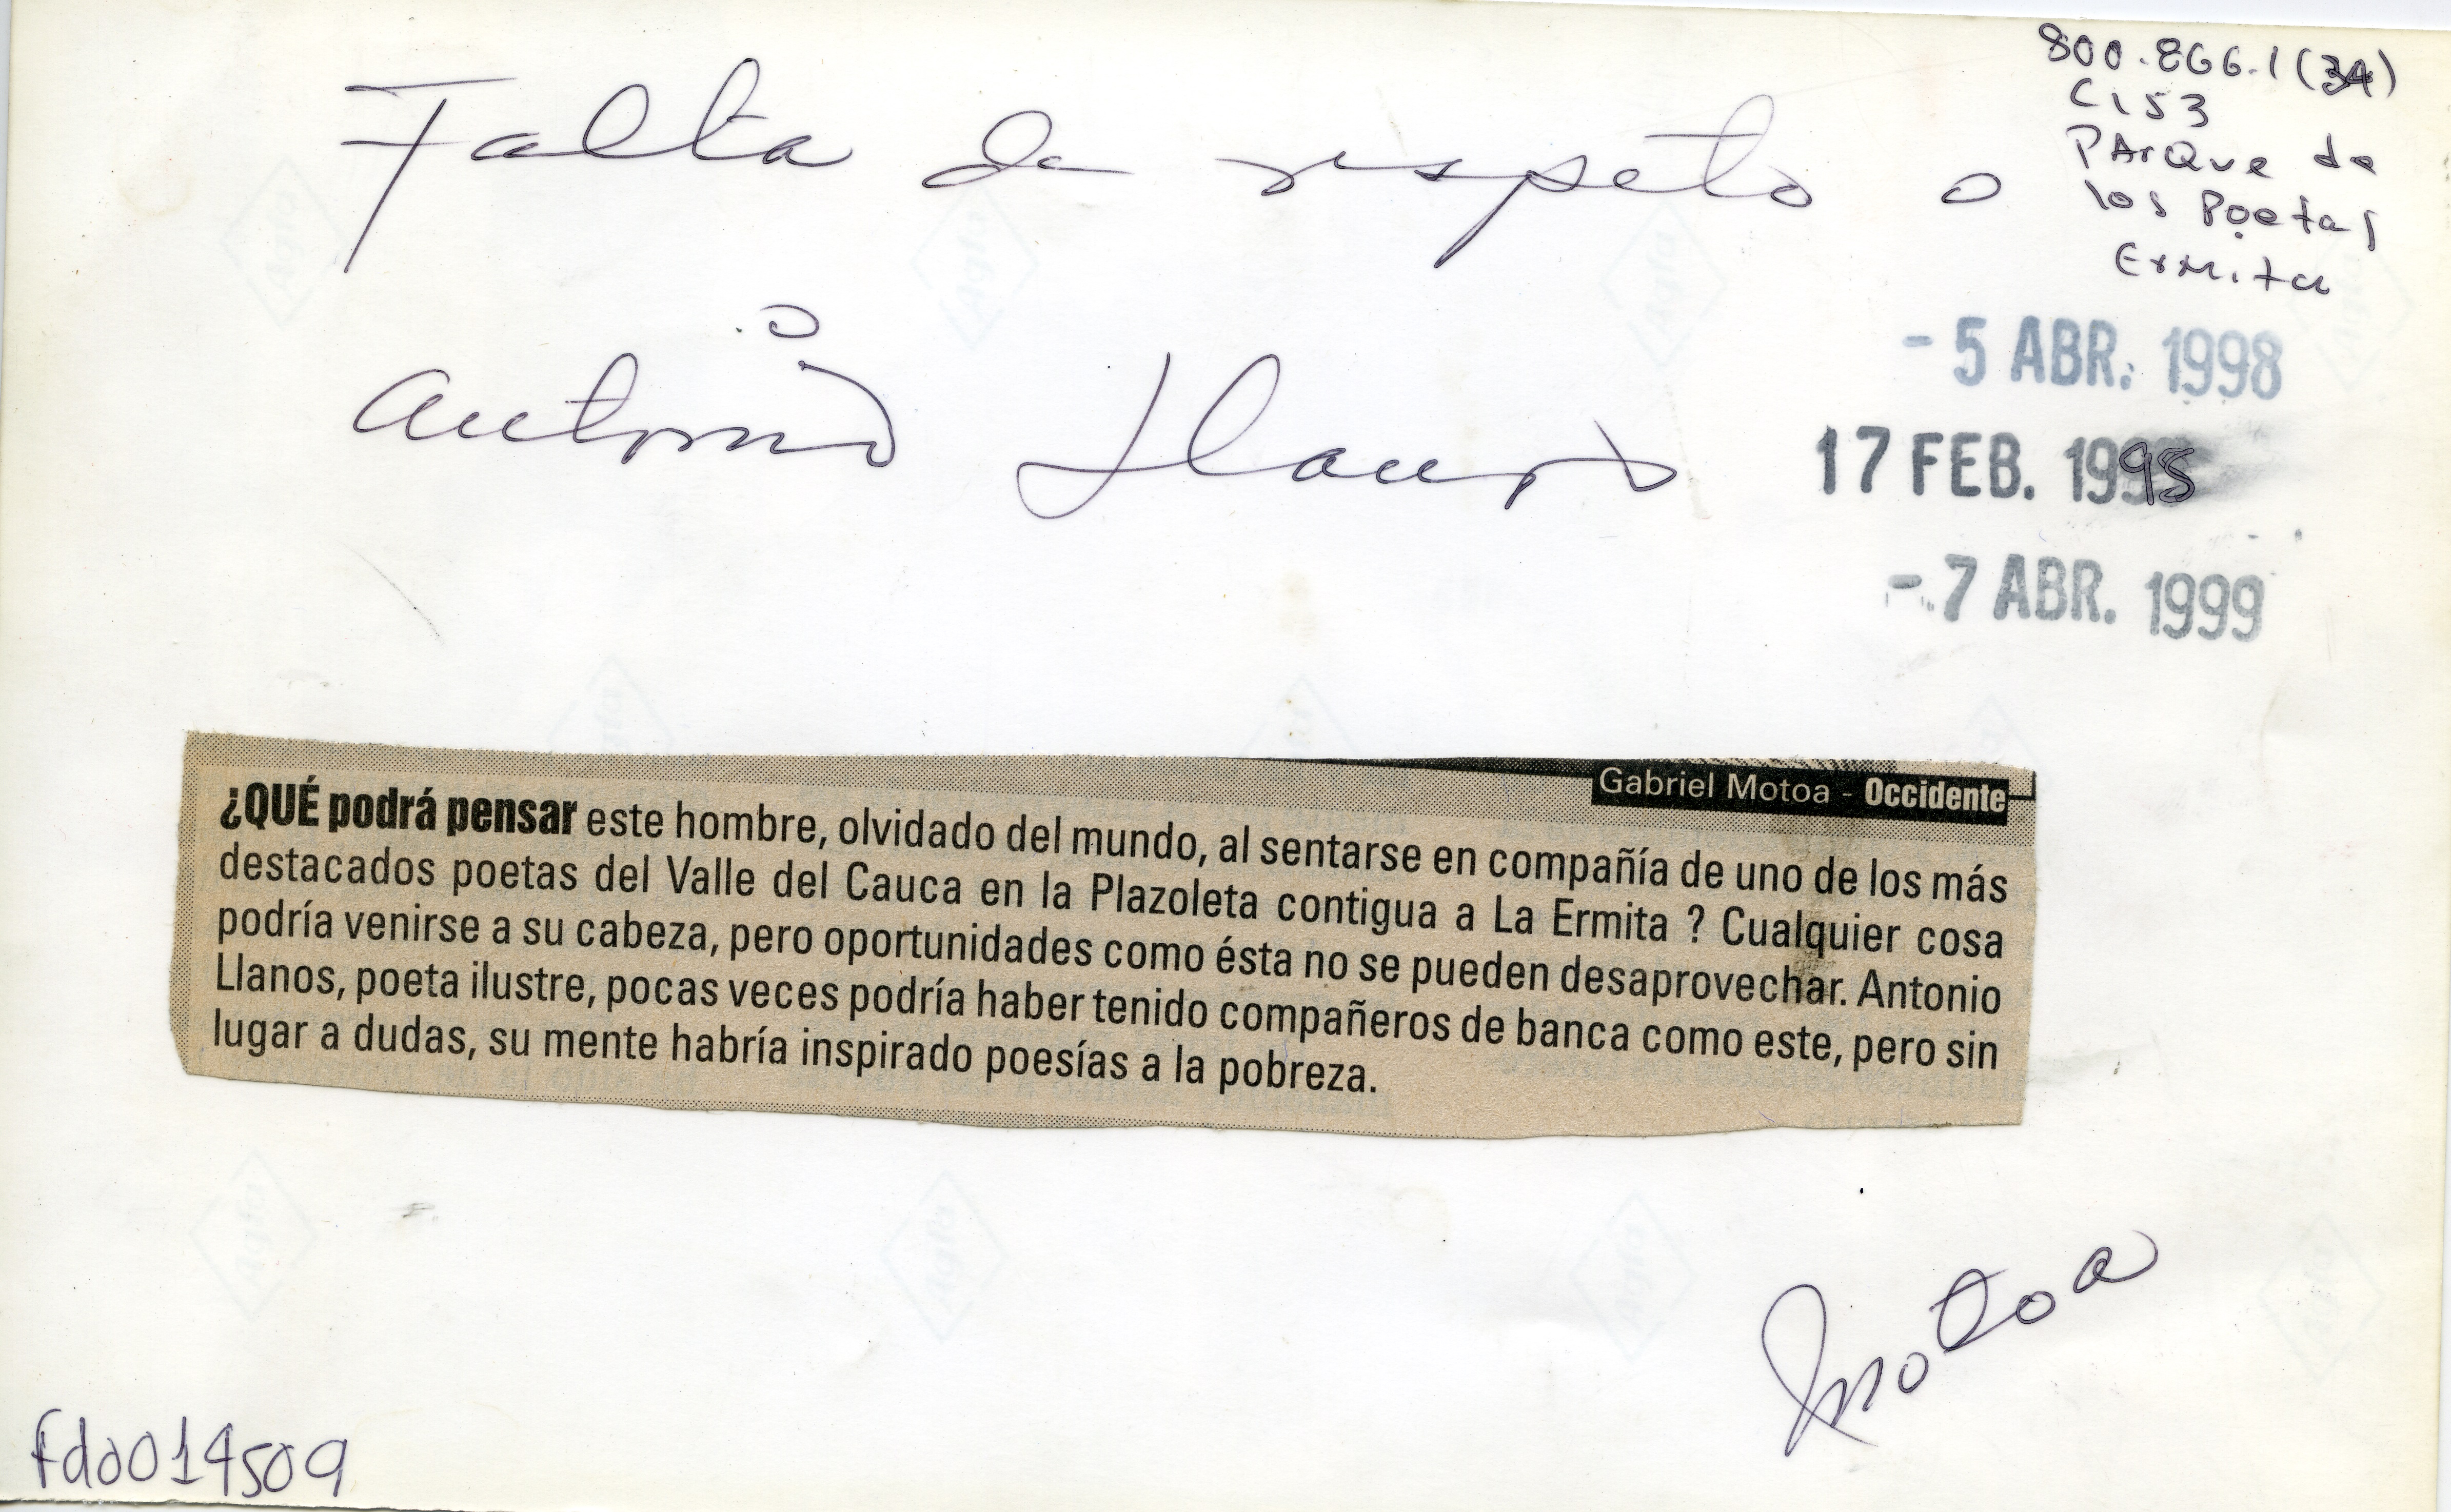 Falta de respeto a
Antonio Llanos
800.866.1(34)
C153
PArQue de
los Poetas
Ermita
- 5 ABR. 1998
17 FEB. 1995
- 7 ABR. 1999
Gabriel Motoa - Occidente
¿QUÉ podrá pensar este hombre, olvidado del mundo, al sentarse en compañía de uno de los más
destacados poetas del Valle del Cauca en la Plazoleta contigua a La Ermita ? Cualquier cosa
podría venirse a su cabeza, pero oportunidades como ésta no se pueden desaprovechar. Antonio
Llanos, poeta ilustre, pocas veces podría haber tenido compañeros de banca como este, pero sin
lugar a dudas, su mente habría inspirado poesías a la pobreza.
Motoa
fdo014509